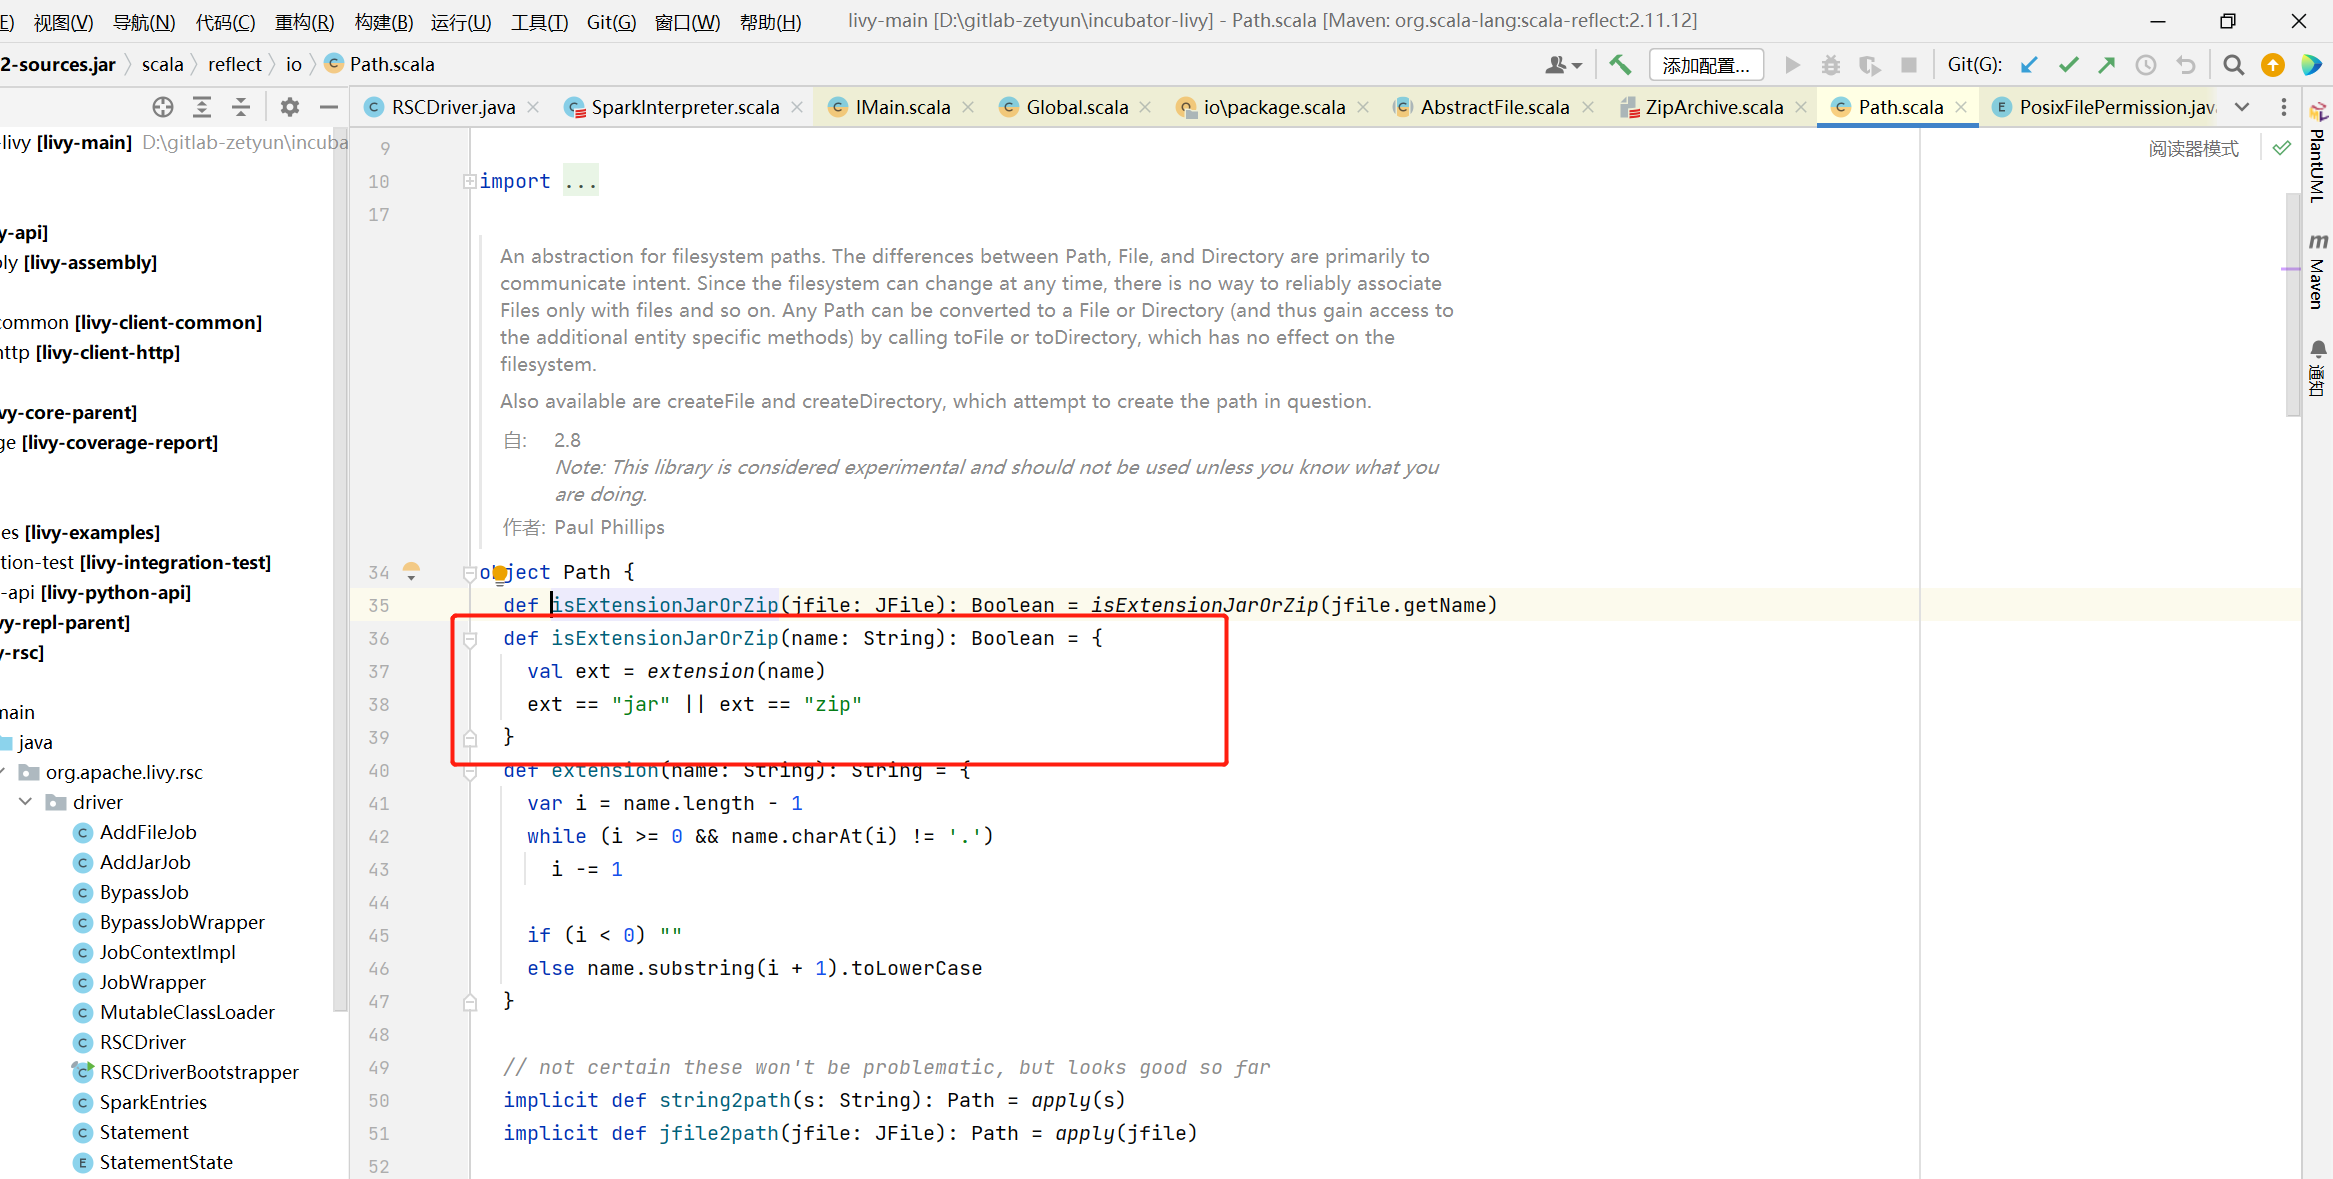 E) 视图(V) 导航(N) 代码(C) 重构(R) 构建(B) 运行(U) 工具(T) Git(G) 窗口(W) 帮助(H) livy-main [D:\gitlab-zetyun\incubator-livy] - Path.scala [Maven: org.scala-lang:scala-reflect:2.11.12]
2-sources.jar scala reflect io Path.scala 添加配置... Git(G):
RSCDriver.java SparkInterpreter.scala IMain.scala Global.scala io\package.scala AbstractFile.scala ZipArchive.scala Path.scala PosixFilePermission.java
-livy [livy-main] D:\gitlab-zetyun\incuba
y-api]
ly [livy-assembly]
common [livy-client-common]
http [livy-client-http]
vy-core-parent]
ge [livy-coverage-report]
es [livy-examples]
tion-test [livy-integration-test]
-api [livy-python-api]
vy-repl-parent]
y-rsc]
main
java
org.apache.livy.rsc
driver
AddFileJob
AddJarJob
BypassJob
BypassJobWrapper
JobContextImpl
JobWrapper
MutableClassLoader
RSCDriver
RSCDriverBootstrapper
SparkEntries
Statement
StatementState
阅读器模式
9
10 import ...
17
An abstraction for filesystem paths. The differences between Path, File, and Directory are primarily to
communicate intent. Since the filesystem can change at any time, there is no way to reliably associate
Files only with files and so on. Any Path can be converted to a File or Directory (and thus gain access to
the additional entity specific methods) by calling toFile or toDirectory, which has no effect on the
filesystem.
Also available are createFile and createDirectory, which attempt to create the path in question.
自: 2.8
Note: This library is considered experimental and should not be used unless you know what you
are doing.
作者: Paul Phillips
34 object Path {
35 def isExtensionJarOrZip(jfile: JFile): Boolean = isExtensionJarOrZip(jfile.getName)
36 def isExtensionJarOrZip(name: String): Boolean = {
37 val ext = extension(name)
38 ext == "jar" || ext == "zip"
39 }
40 def extension(name: String): String = {
41 var i = name.length - 1
42 while (i >= 0 && name.charAt(i) != '.')
43 i -= 1
44
45 if (i < 0) ""
46 else name.substring(i + 1).toLowerCase
47 }
48
49 // not certain these won't be problematic, but looks good so far
50 implicit def string2path(s: String): Path = apply(s)
51 implicit def jfile2path(jfile: JFile): Path = apply(jfile)
52
PlantUML
m Maven
通知